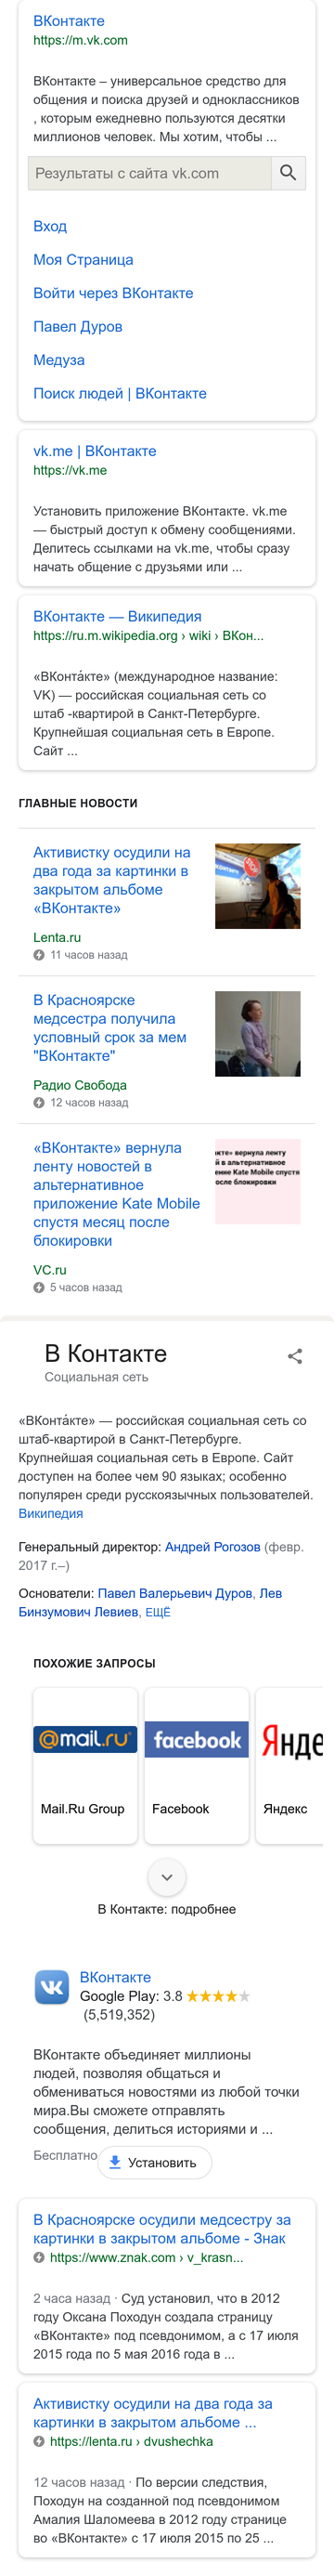 ВКонтакте
https://m.vk.com
ВКонтакте – универсальное средство для
общения и поиска друзей и одноклассников
, которым ежедневно пользуются десятки
миллионов человек. Мы хотим, чтобы ...
Результаты с сайта vk.com
Вход
Моя Страница
Войти через ВКонтакте
Павел Дуров
Медуза
Поиск людей | ВКонтакте
vk.me | ВКонтакте
https://vk.me
Установить приложение ВКонтакте. vk.me
— быстрый доступ к обмену сообщениями.
Делитесь ссылками на vk.me, чтобы сразу
начать общение с друзьями или ...
ВКонтакте — Википедия
https://ru.m.wikipedia.org › wiki › ВКон...
«ВКонта́кте» (международное название:
VK) — российская социальная сеть со
штаб -квартирой в Санкт-Петербурге.
Крупнейшая социальная сеть в Европе.
Сайт ...
ГЛАВНЫЕ НОВОСТИ
Активистку осудили на
два года за картинки в
закрытом альбоме
«ВКонтакте»
Lenta.ru
11 часов назад
В Красноярске
медсестра получила
условный срок за мем
"ВКонтакте"
Радио Свобода
12 часов назад
«ВКонтакте» вернула
ленту новостей в
альтернативное
приложение Kate Mobile
спустя месяц после
блокировки
VC.ru
5 часов назад
акте» вернула ленту
й в альтернативное
ение Kate Mobile спустя
осле блокировки
В Контакте
Социальная сеть
«ВКонта́кте» — российская социальная сеть со
штаб-квартирой в Санкт-Петербурге.
Крупнейшая социальная сеть в Европе. Сайт
доступен на более чем 90 языках; особенно
популярен среди русскоязычных пользователей.
Википедия
Генеральный директор: Андрей Рогозов (февр.
2017 г.–)
Основатели: Павел Валерьевич Дуров, Лев
Бинзумович Левиев, ЕЩЁ
ПОХОЖИЕ ЗАПРОСЫ
@mail.ru facebook Янде
Mail.Ru Group Facebook Яндекс
В Контакте: подробнее
ВКонтакте
Google Play: 3.8
(5,519,352)
ВКонтакте объединяет миллионы
людей, позволяя общаться и
обмениваться новостями из любой точки
мира.Вы сможете отправлять
сообщения, делиться историями и ...
Бесплатно Установить
В Красноярске осудили медсестру за
картинки в закрытом альбоме - Знак
https://www.znak.com › v_krasn...
2 часа назад · Суд установил, что в 2012
году Оксана Походун создала страницу
«ВКонтакте» под псевдонимом, а с 17 июля
2015 года по 5 мая 2016 года в ...
Активистку осудили на два года за
картинки в закрытом альбоме ...
https://lenta.ru › dvushechka
12 часов назад · По версии следствия,
Походун на созданной под псевдонимом
Амалия Шаломеева в 2012 году странице
во «ВКонтакте» с 17 июля 2015 по 25 ...